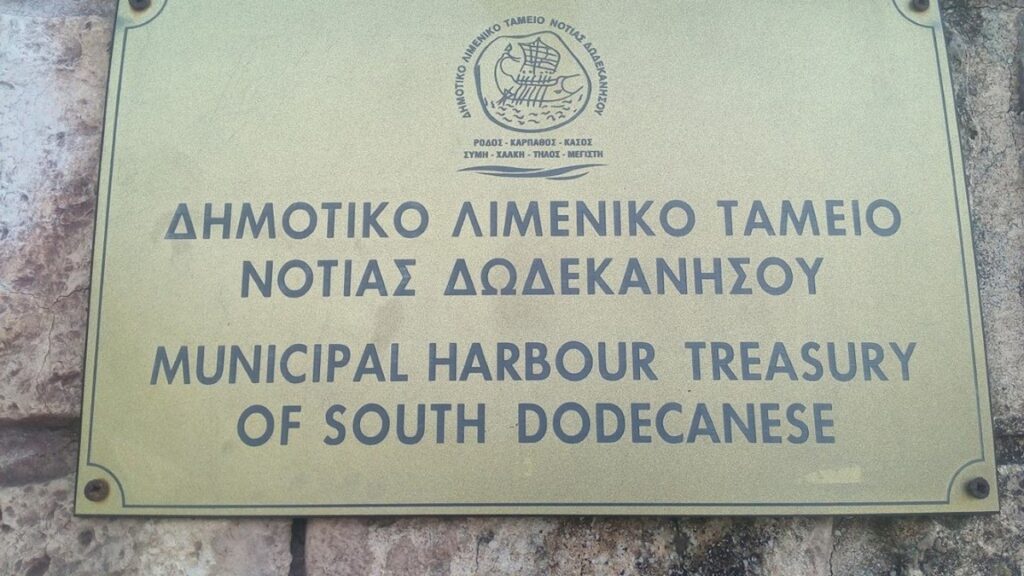 ΔΗΜΟΤΙΚΟ ΛΙΜΕΝΙΚΟ ΤΑΜΕΙΟ ΝΟΤΙΑΣ ΔΩΔΕΚΑΝΗΣΟΥ
ΡΟΔΟΣ - ΚΑΡΠΑΘΟΣ - ΚΑΣΟΣ
ΣΥΜΗ - ΧΑΛΚΗ - ΤΗΛΟΣ - ΜΕΓΙΣΤΗ
ΔΗΜΟΤΙΚΟ ΛΙΜΕΝΙΚΟ ΤΑΜΕΙΟ
ΝΟΤΙΑΣ ΔΩΔΕΚΑΝΗΣΟΥ
MUNICIPAL HARBOUR TREASURY
OF SOUTH DODECANESE